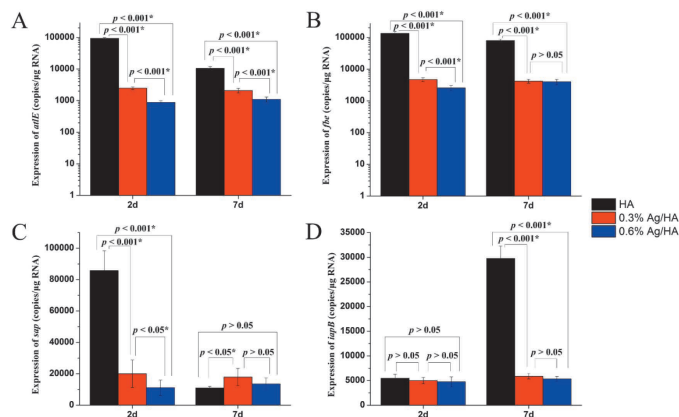 A
Expression of atlE (copies/µg RNA)
100000
10000
1000
100
10
1
p < 0.001*
p < 0.001*
p < 0.001*
p < 0.001*
p < 0.001*
p < 0.001*
2d
7d
B
Expression of fbe (copies/µg RNA)
100000
10000
1000
100
10
1
p < 0.001*
p < 0.001*
p < 0.001*
p < 0.001*
p < 0.001*
p > 0.05
2d
7d
HA
0.3% Ag/HA
0.6% Ag/HA
C
Expression of sap (copies/µg RNA)
100000
80000
60000
40000
20000
0
p < 0.001*
p < 0.001*
p < 0.05*
p > 0.05
p < 0.05*
p > 0.05
2d
7d
D
Expression of iapB (copies/µg RNA)
35000
30000
25000
20000
15000
10000
5000
0
p > 0.05
p > 0.05
p > 0.05
p < 0.001*
p < 0.001*
p > 0.05
2d
7d